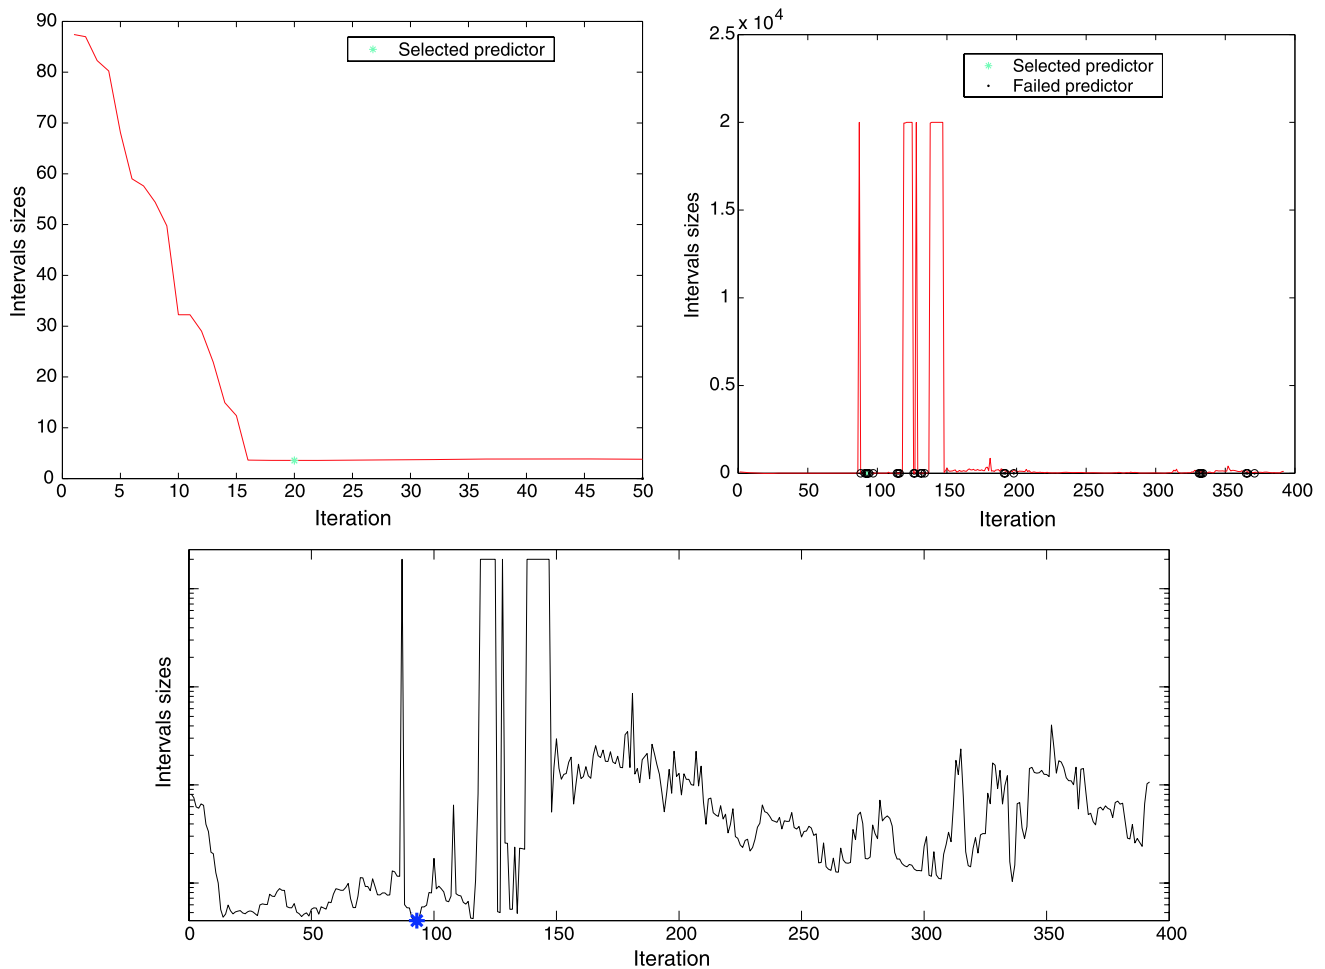 90
80
70
60
50
40
30
20
10
0
Intervals sizes
Selected predictor
0 5 10 15 20 25 30 35 40 45 50
Iteration
x 10^4
2.5
2
1.5
1
0.5
0
Intervals sizes
Selected predictor
Failed predictor
0 50 100 150 200 250 300 350 400
Iteration
Intervals sizes
0 50 100 150 200 250 300 350 400
Iteration